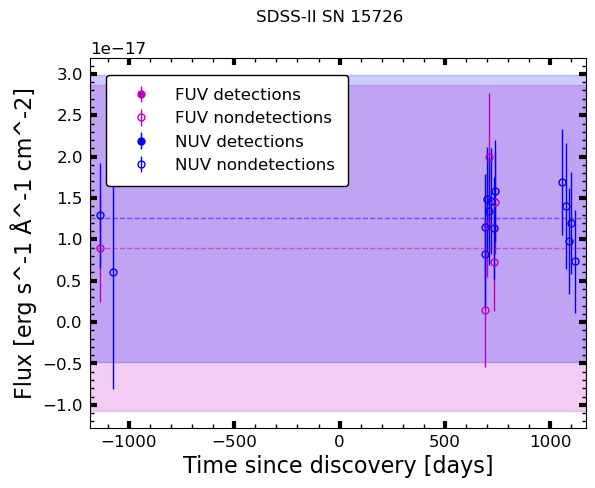 SDSS-II SN 15726
1e−17
3.0
2.5
2.0
1.5
1.0
0.5
0.0
−0.5
−1.0
Flux [erg s^-1 Å^-1 cm^-2]
FUV detections
FUV nondetections
NUV detections
NUV nondetections
−1000 −500 0 500 1000
Time since discovery [days]